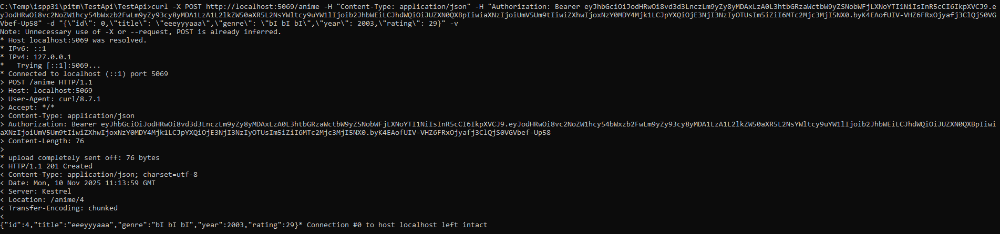 C:\Temp\ispp31\pitm\TestApi\TestApi>curl -X POST http://localhost:5069/anime -H "Content-Type: application/json" -H "Authorization: Bearer eyJhbGciOiJodHRwOi8vd3d3LnczLm9yZy8yMDAxLzA0L3htbGRzaWctbW9yZSNobWFjLXNoYTI1NiIsInR5cCI6IkpXVCJ9.e
yJodHRwOi8vc2NoZW1hcy54bWxzb2FwLm9yZy93cy8yMDA1LzA1L2lkZW50aXR5L2NsYWltcy9uYW1lIjoib2JhbWEiLCJhdWQiOiJUZXN0QXBpIiwiaXNzIjoiUmV5Um9tIiwiZXhwIjoxNzY0MDY4Mjk1LCJpYXQiOjE3NjI3NzIyOTUsIm5iZiI6MTc2Mjc3MjI5NX0.byK4EAofUIV-VHZ6FRxOjyafj3ClQjS0VG
Vbef-Up58" -d "{\"id\": 0,\"title\": \"eeeyyyaaa\",\"genre\": \"bI bI bI\",\"year\": 2003,\"rating\": 29}" -v
Note: Unnecessary use of -X or --request, POST is already inferred.
* Host localhost:5069 was resolved.
* IPv6: ::1
* IPv4: 127.0.0.1
*   Trying [::1]:5069...
* Connected to localhost (::1) port 5069
> POST /anime HTTP/1.1
> Host: localhost:5069
> User-Agent: curl/8.7.1
> Accept: */*
> Content-Type: application/json
> Authorization: Bearer eyJhbGciOiJodHRwOi8vd3d3LnczLm9yZy8yMDAxLzA0L3htbGRzaWctbW9yZSNobWFjLXNoYTI1NiIsInR5cCI6IkpXVCJ9.eyJodHRwOi8vc2NoZW1hcy54bWxzb2FwLm9yZy93cy8yMDA1LzA1L2lkZW50aXR5L2NsYWltcy9uYW1lIjoib2JhbWEiLCJhdWQiOiJUZXN0QXBpIiwi
aXNzIjoiUmV5Um9tIiwiZXhwIjoxNzY0MDY4Mjk1LCJpYXQiOjE3NjI3NzIyOTUsIm5iZiI6MTc2Mjc3MjI5NX0.byK4EAofUIV-VHZ6FRxOjyafj3ClQjS0VGVbef-Up58
> Content-Length: 76
>
* upload completely sent off: 76 bytes
< HTTP/1.1 201 Created
< Content-Type: application/json; charset=utf-8
< Date: Mon, 10 Nov 2025 11:13:59 GMT
< Server: Kestrel
< Location: /anime/4
< Transfer-Encoding: chunked
<
{"id":4,"title":"eeeyyyaaa","genre":"bI bI bI","year":2003,"rating":29}* Connection #0 to host localhost left intact